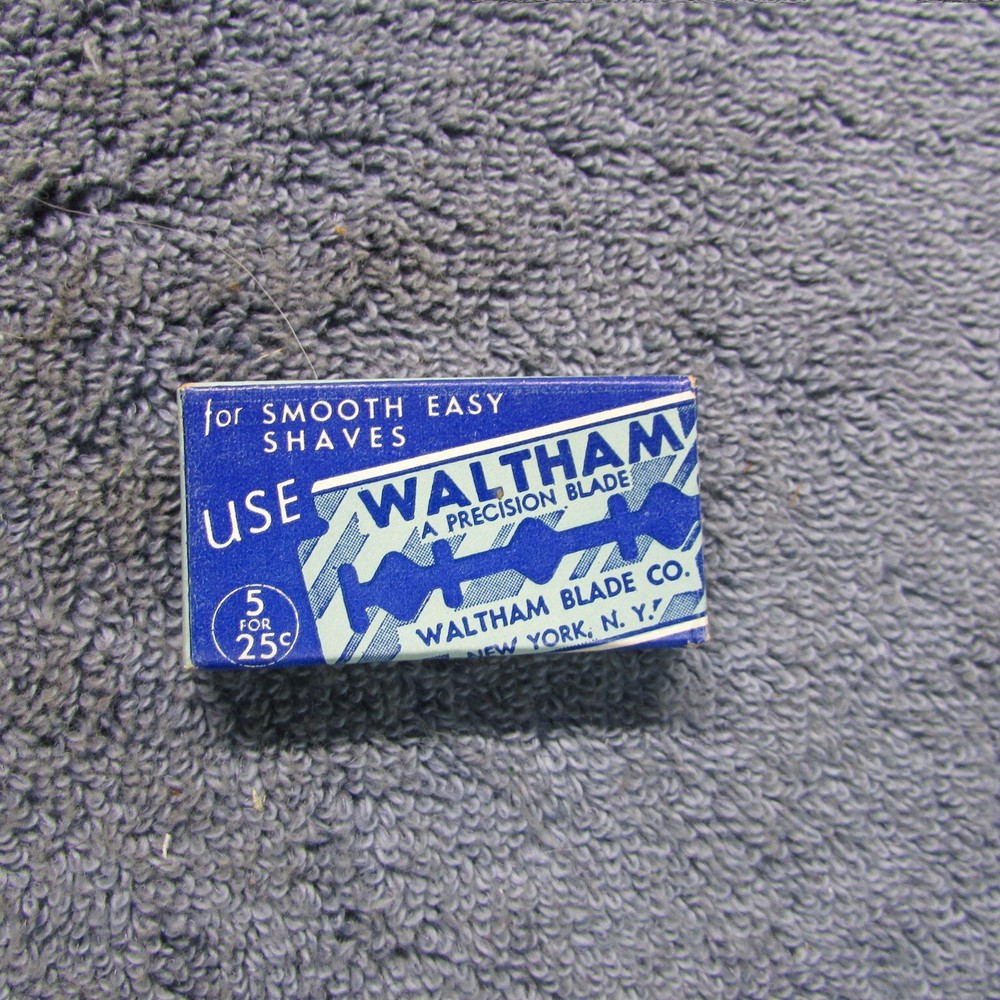 for SMOOTH EASY
SHAVES
USE
WALTHAM
A PRECISION BLADE
WALTHAM BLADE CO.
NEW YORK, N. Y.
5
FOR
25c